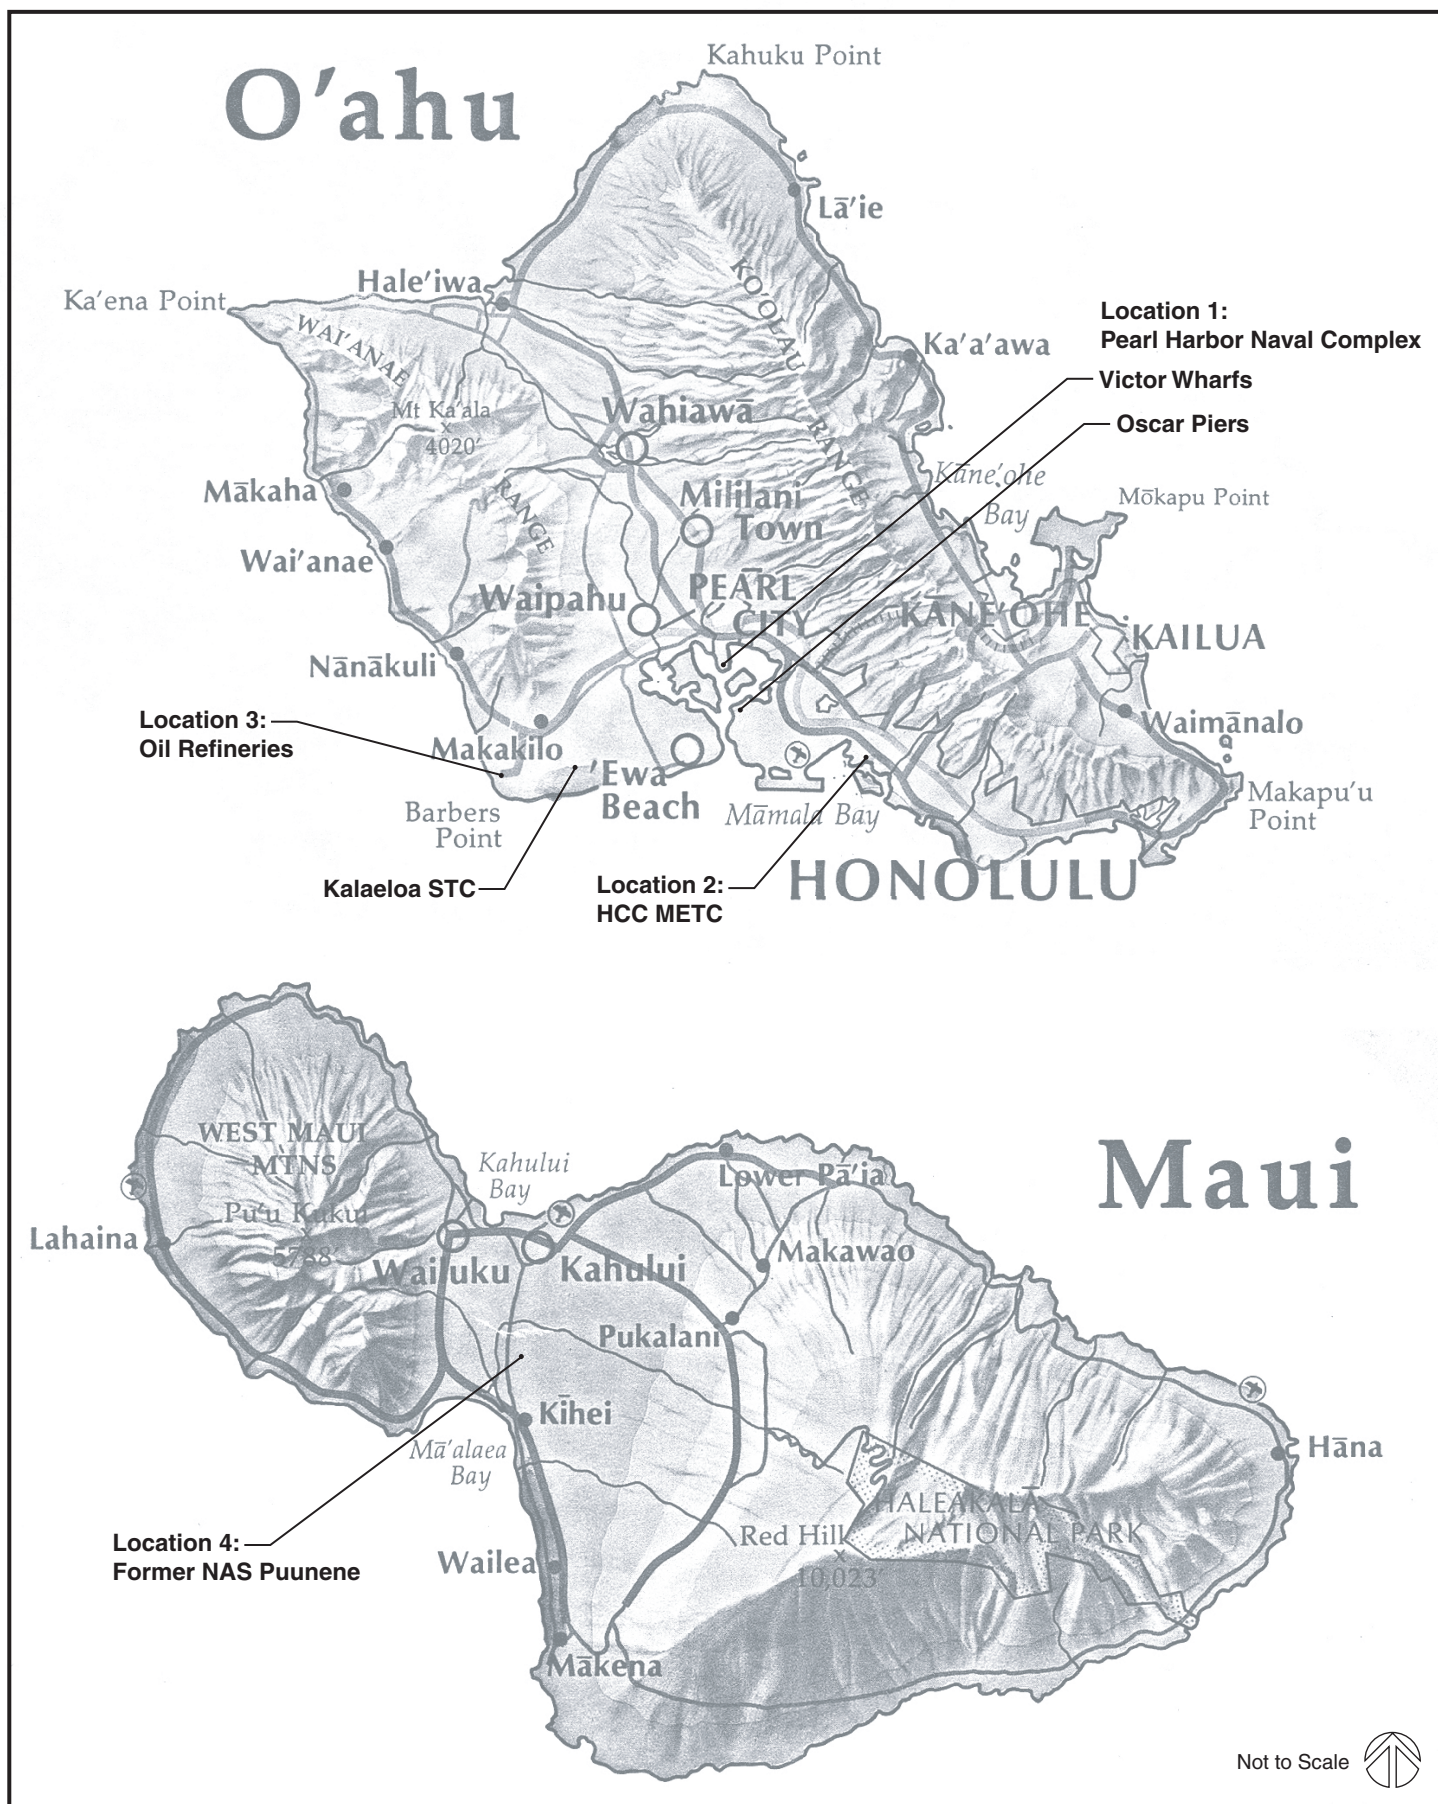 Kahuku Point
O'ahu
Lā'ie
KO'OLAU
RANGE
Hale'iwa
Ka'ena Point
WAI'ANAE
RANGE
Location 1:
Pearl Harbor Naval Complex
Ka'a'awa
Victor Wharfs
Oscar Piers
Mt Ka'ala
x
4020'
Wahiawā
Kāne'ohe
Bay
Mōkapu Point
Mākaha
Mililani
Town
Wai'anae
PEARL
CITY
Waipahu
KĀNE'OHE
KAILUA
Nānākuli
Location 3:
Oil Refineries
Waimānalo
Makakilo
'Ewa
Beach
Barbers
Point
Māmala Bay
Makapu'u
Point
Kalaeloa STC
Location 2:
HCC METC
HONOLULU
WEST MAUI
MTNS
Kahului
Bay
Maui
Lower Pā'ia
Pu'u Kukui
x
5788'
Lahaina
Wailuku
Kahului
Makawao
Pukalani
Kīhei
Mā'alaea
Bay
Hāna
HALEAKALĀ
NATIONAL PARK
Red Hill
x
10,023'
Location 4:
Former NAS Puunene
Wailea
Mākena
Not to Scale